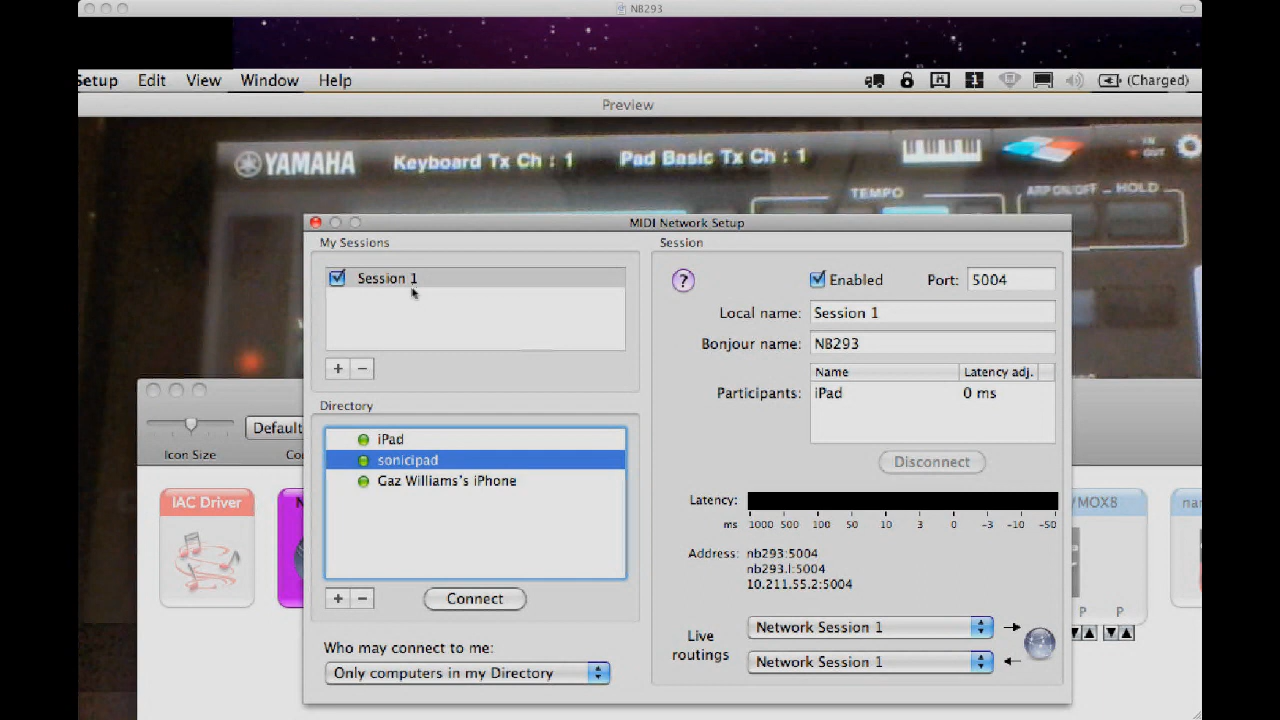 NB293
Setup Edit View Window Help (Charged)
Preview
YAMAHA Keyboard Tx Ch : 1 Pad Basic Tx Ch : 1 IN
OUT
TEMPO ARP ON/OFF HOLD
MIDI Network Setup
My Sessions
Session 1
+ −
Directory
iPad
sonicipad
Gaz Williams's iPhone
+ − Connect
Who may connect to me:
Only computers in my Directory
Session
? Enabled Port: 5004
Local name: Session 1
Bonjour name: NB293
Name Latency adj.
Participants: iPad 0 ms
Disconnect
Latency:
ms 1000 500 100 50 10 3 0 -3 -10 -50
Address: nb293:5004
nb293.l:5004
10.211.55.2:5004
Live
routings
Network Session 1
Network Session 1
Default
Icon Size
IAC Driver
/MOX8
P P